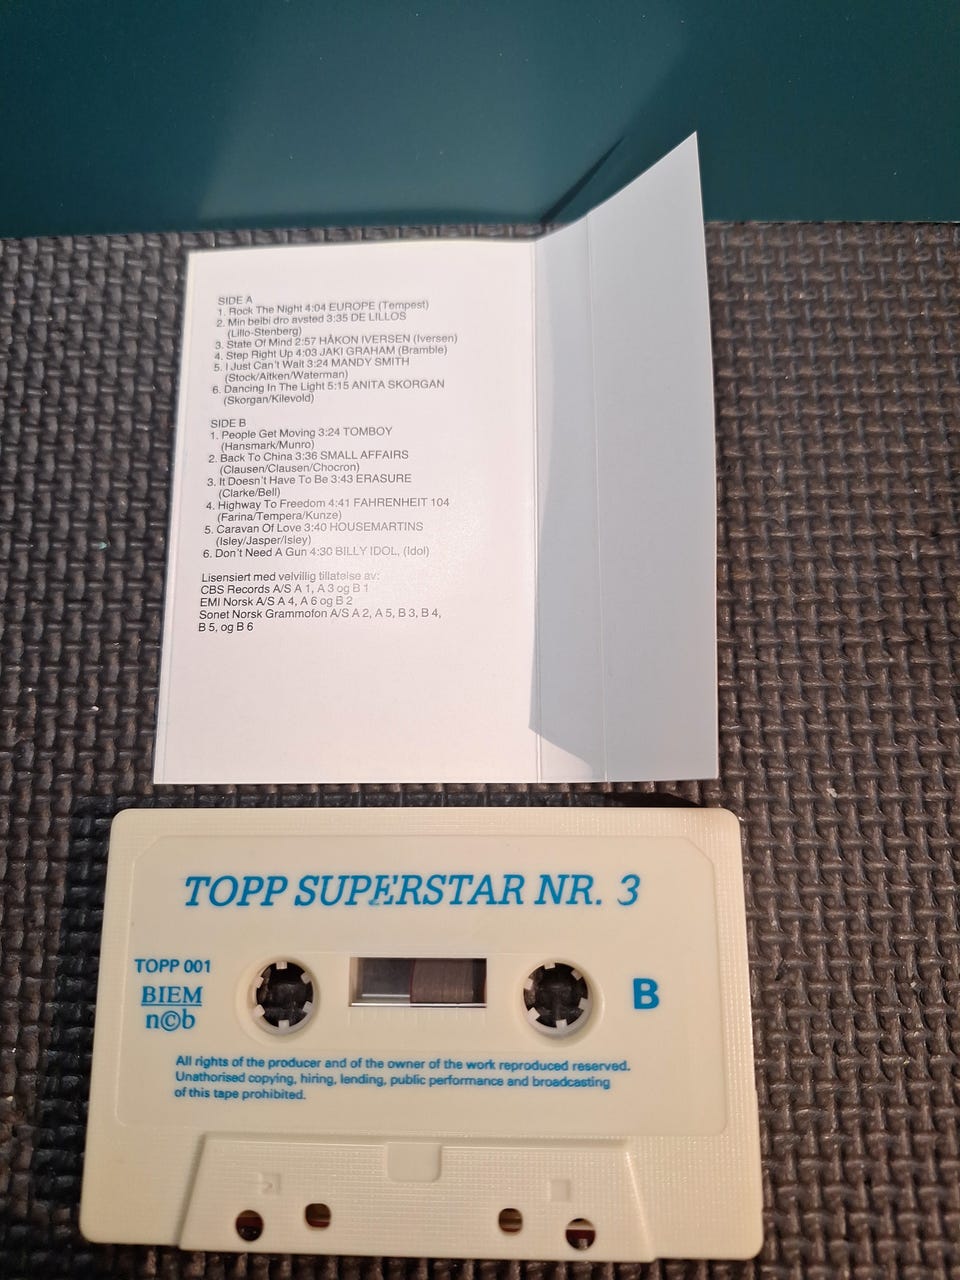 SIDE A
1. Rock The Night 4:04 EUROPE (Tempest)
2. Min beibi dro avsted 3:35 DE LILLOS
(Lillo-Stenberg)
3. State Of Mind 2:57 HÅKON IVERSEN (Iversen)
4. Step Right Up 4:03 JAKI GRAHAM (Bramble)
5. I Just Can't Wait 3:24 MANDY SMITH
(Stock/Aitken/Waterman)
6. Dancing In The Light 5:15 ANITA SKORGAN
(Skorgan/Kilevold)
SIDE B
1. People Get Moving 3:24 TOMBOY
(Hansmark/Munro)
2. Back To China 3:36 SMALL AFFAIRS
(Clausen/Clausen/Chocron)
3. It Doesn't Have To Be 3:43 ERASURE
(Clarke/Bell)
4. Highway To Freedom 4:41 FAHRENHEIT 104
(Farina/Tempera/Kunze)
5. Caravan Of Love 3:40 HOUSEMARTINS
(Isley/Jasper/Isley)
6. Don't Need A Gun 4:30 BILLY IDOL, (Idol)
Lisensiert med velvillig tillatelse av:
CBS Records A/S A 1, A 3 og B 1
EMI Norsk A/S A 4, A 6 og B 2
Sonet Norsk Grammofon A/S A 2, A 5, B 3, B 4,
B 5, og B 6
TOPP SUPERSTAR NR. 3
TOPP 001
BIEM
n©b
B
All rights of the producer and of the owner of the work reproduced reserved.
Unathorised copying, hiring, lending, public performance and broadcasting
of this tape prohibited.